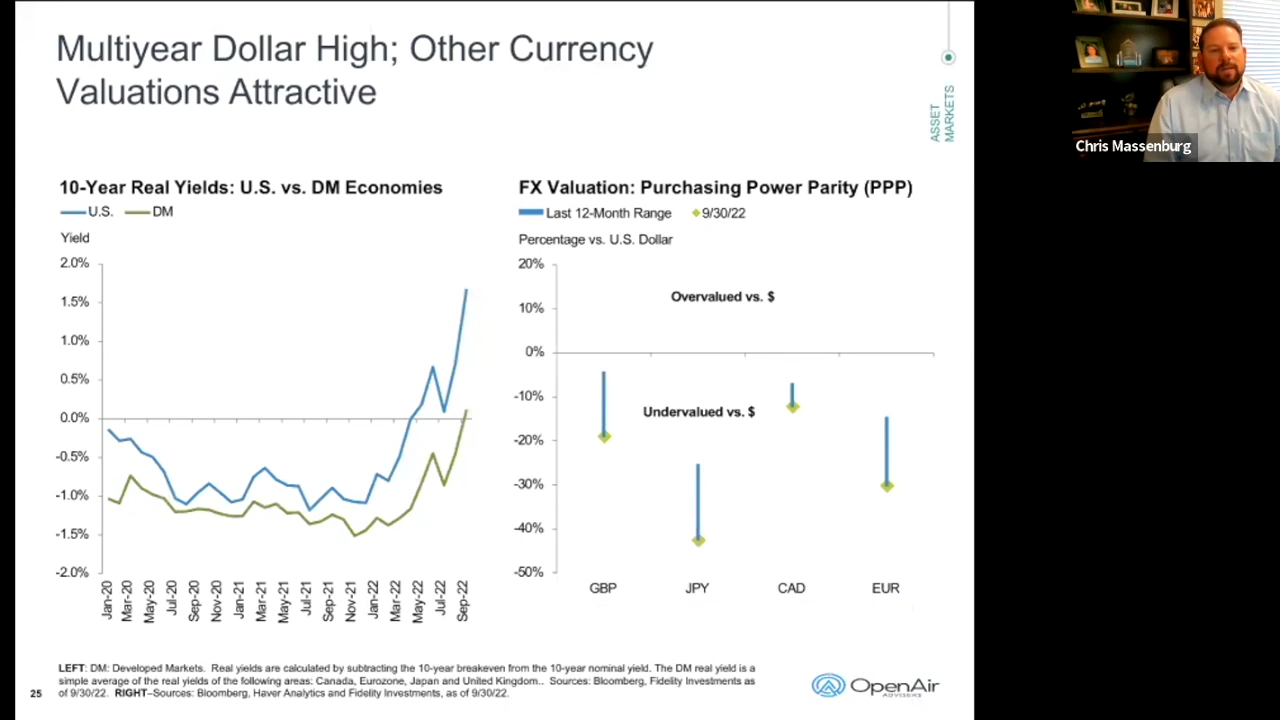 Multiyear Dollar High; Other Currency
Valuations Attractive
ASSET
MARKETS
Chris Massenburg
10-Year Real Yields: U.S. vs. DM Economies
U.S. DM
Yield
2.0%
1.5%
1.0%
0.5%
0.0%
-0.5%
-1.0%
-1.5%
-2.0%
Jan-20
Mar-20
May-20
Jul-20
Sep-20
Nov-20
Jan-21
Mar-21
May-21
Jul-21
Sep-21
Nov-21
Jan-22
Mar-22
May-22
Jul-22
Sep-22
FX Valuation: Purchasing Power Parity (PPP)
Last 12-Month Range 9/30/22
Percentage vs. U.S. Dollar
20%
10%
0%
-10%
-20%
-30%
-40%
-50%
Overvalued vs. $
Undervalued vs. $
GBP JPY CAD EUR
LEFT: DM: Developed Markets. Real yields are calculated by subtracting the 10-year breakeven from the 10-year nominal yield. The DM real yield is a
simple average of the real yields of the following areas: Canada, Eurozone, Japan and United Kingdom.. Sources: Bloomberg, Fidelity Investments as
of 9/30/22. RIGHT–Sources: Bloomberg, Haver Analytics and Fidelity Investments, as of 9/30/22.
25
OpenAir
ADVISERS